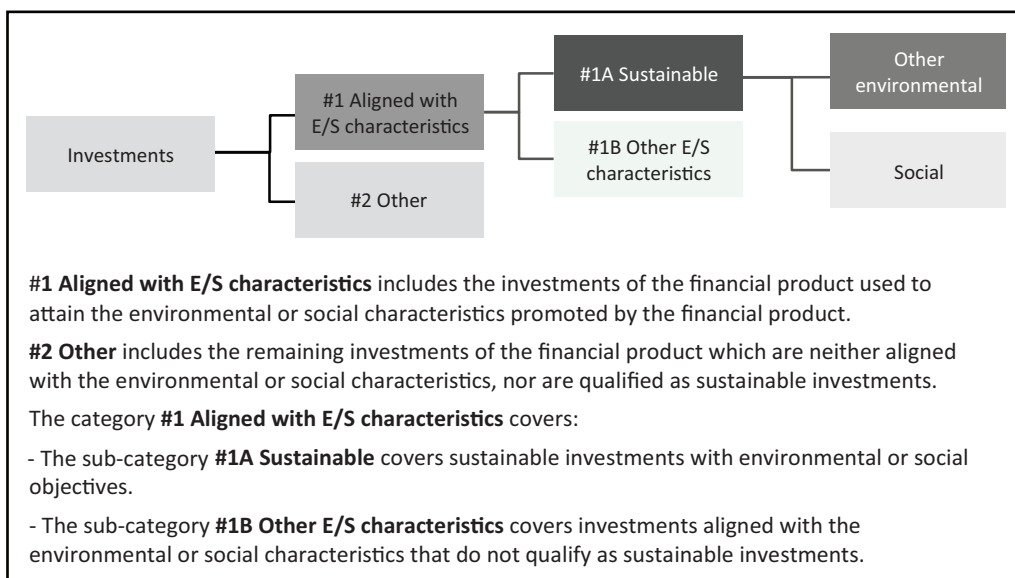 Investments
#1 Aligned with
E/S characteristics
#2 Other
#1A Sustainable
#1B Other E/S
characteristics
Other
environmental
Social
#1 Aligned with E/S characteristics includes the investments of the financial product used to
attain the environmental or social characteristics promoted by the financial product.
#2 Other includes the remaining investments of the financial product which are neither aligned
with the environmental or social characteristics, nor are qualified as sustainable investments.
The category #1 Aligned with E/S characteristics covers:
- The sub-category #1A Sustainable covers sustainable investments with environmental or social
objectives.
- The sub-category #1B Other E/S characteristics covers investments aligned with the
environmental or social characteristics that do not qualify as sustainable investments.